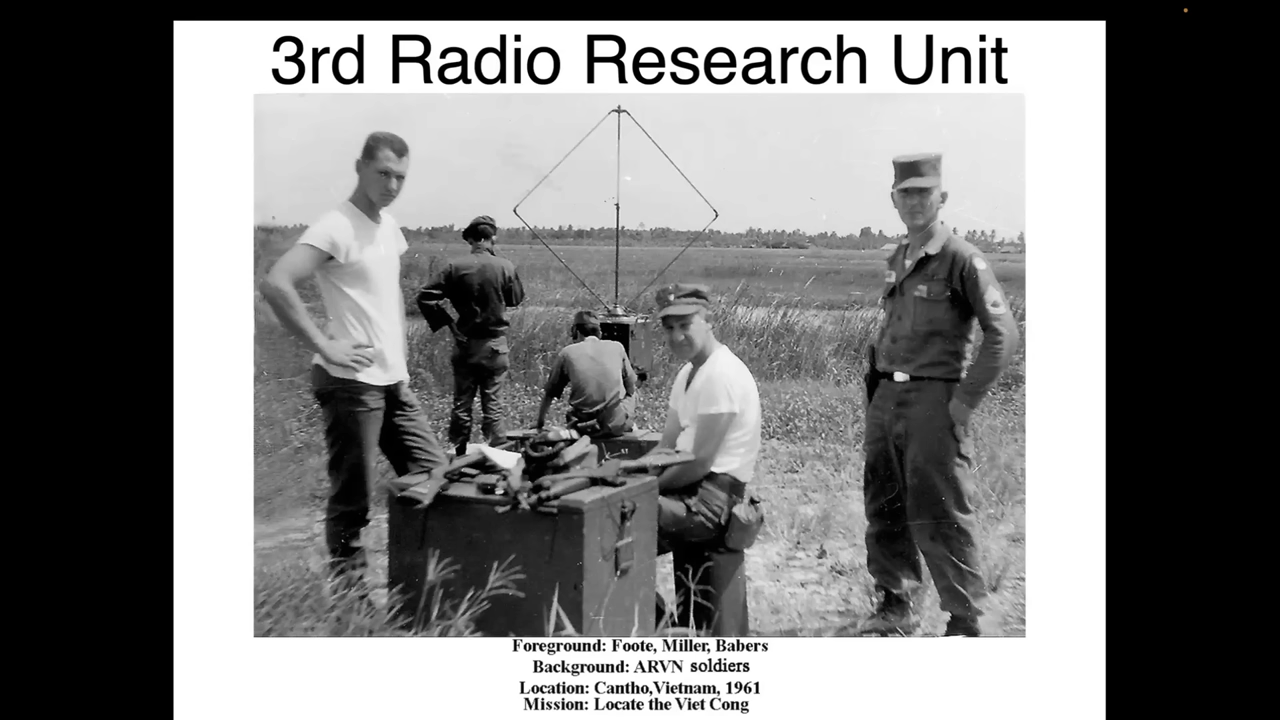 3rd Radio Research Unit
Foreground: Foote, Miller, Babers
Background: ARVN soldiers
Location: Cantho,Vietnam, 1961
Mission: Locate the Viet Cong